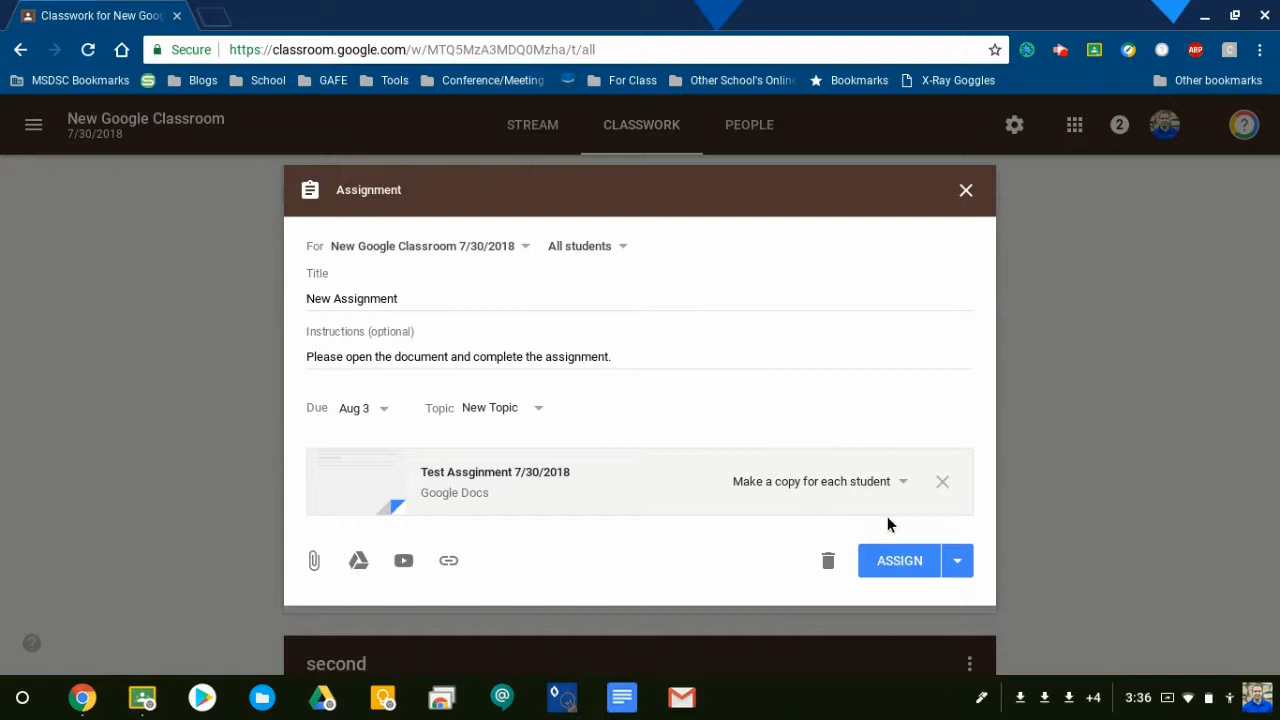 Classwork for New Goo
Secure https://classroom.google.com/w/MTQ5MzA3MDQ0Mzha/t/all
MSDSC Bookmarks Blogs School GAFE Tools Conference/Meeting For Class Other School's Onlin Bookmarks X-Ray Goggles Other bookmarks
New Google Classroom
7/30/2018
STREAM CLASSWORK PEOPLE
2
Assignment
For New Google Classroom 7/30/2018 All students
Title
New Assignment
Instructions (optional)
Please open the document and complete the assignment.
Due Aug 3 Topic New Topic
Test Assginment 7/30/2018
Google Docs
Make a copy for each student
ASSIGN
second
+4 3:36